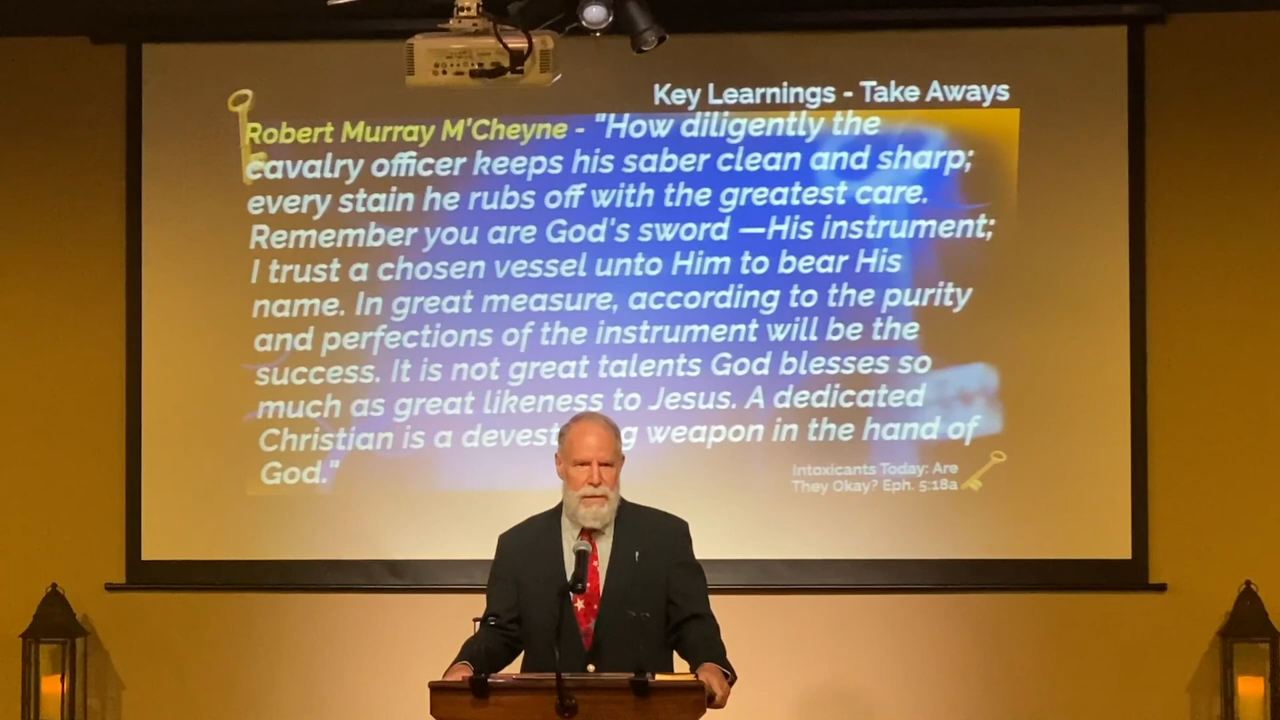 Key Learnings - Take Aways
Robert Murray M'Cheyne - "How diligently the
cavalry officer keeps his saber clean and sharp;
every stain he rubs off with the greatest care.
Remember you are God's sword —His instrument;
I trust a chosen vessel unto Him to bear His
name. In great measure, according to the purity
and perfections of the instrument will be the
success. It is not great talents God blesses so
much as great likeness to Jesus. A dedicated
Christian is a weapon in the hand of
God."
Intoxicants Today: Are
They Okay? Eph. 5:18a